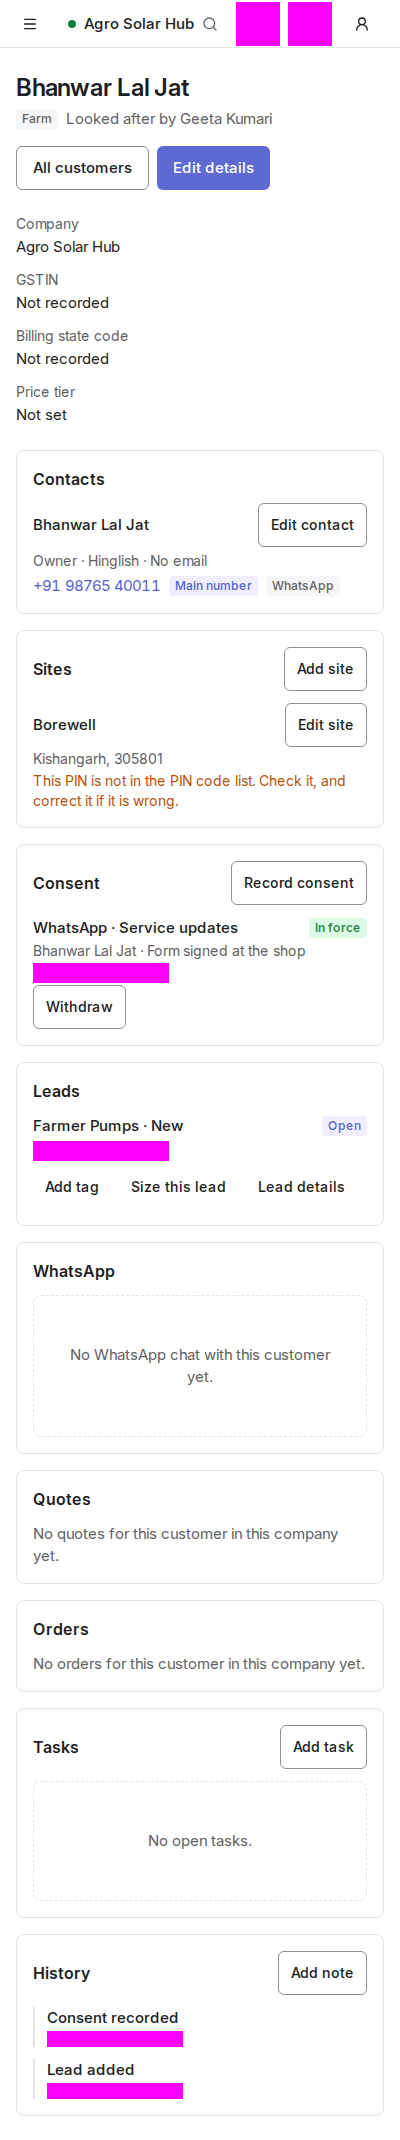 Agro Solar Hub
Bhanwar Lal Jat
Farm Looked after by Geeta Kumari
All customers Edit details
Company
Agro Solar Hub
GSTIN
Not recorded
Billing state code
Not recorded
Price tier
Not set
Contacts
Bhanwar Lal Jat Edit contact
Owner · Hinglish · No email
+91 98765 40011 Main number WhatsApp
Sites Add site
Borewell Edit site
Kishangarh, 305801
This PIN is not in the PIN code list. Check it, and
correct it if it is wrong.
Consent Record consent
WhatsApp · Service updates In force
Bhanwar Lal Jat · Form signed at the shop
Withdraw
Leads
Farmer Pumps · New Open
Add tag Size this lead Lead details
WhatsApp
No WhatsApp chat with this customer
yet.
Quotes
No quotes for this customer in this company
yet.
Orders
No orders for this customer in this company yet.
Tasks Add task
No open tasks.
History Add note
Consent recorded
Lead added